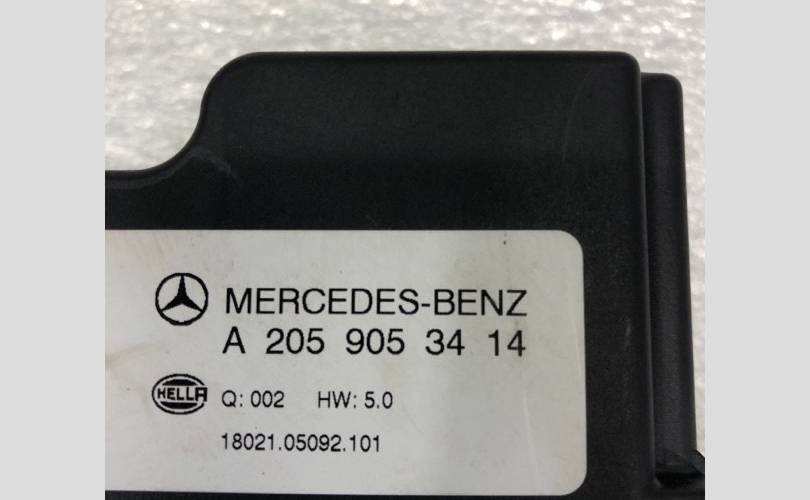 MERCEDES-BENZ
A 205 905 34 14
HELLA Q: 002 HW: 5.0
18021.05092.101